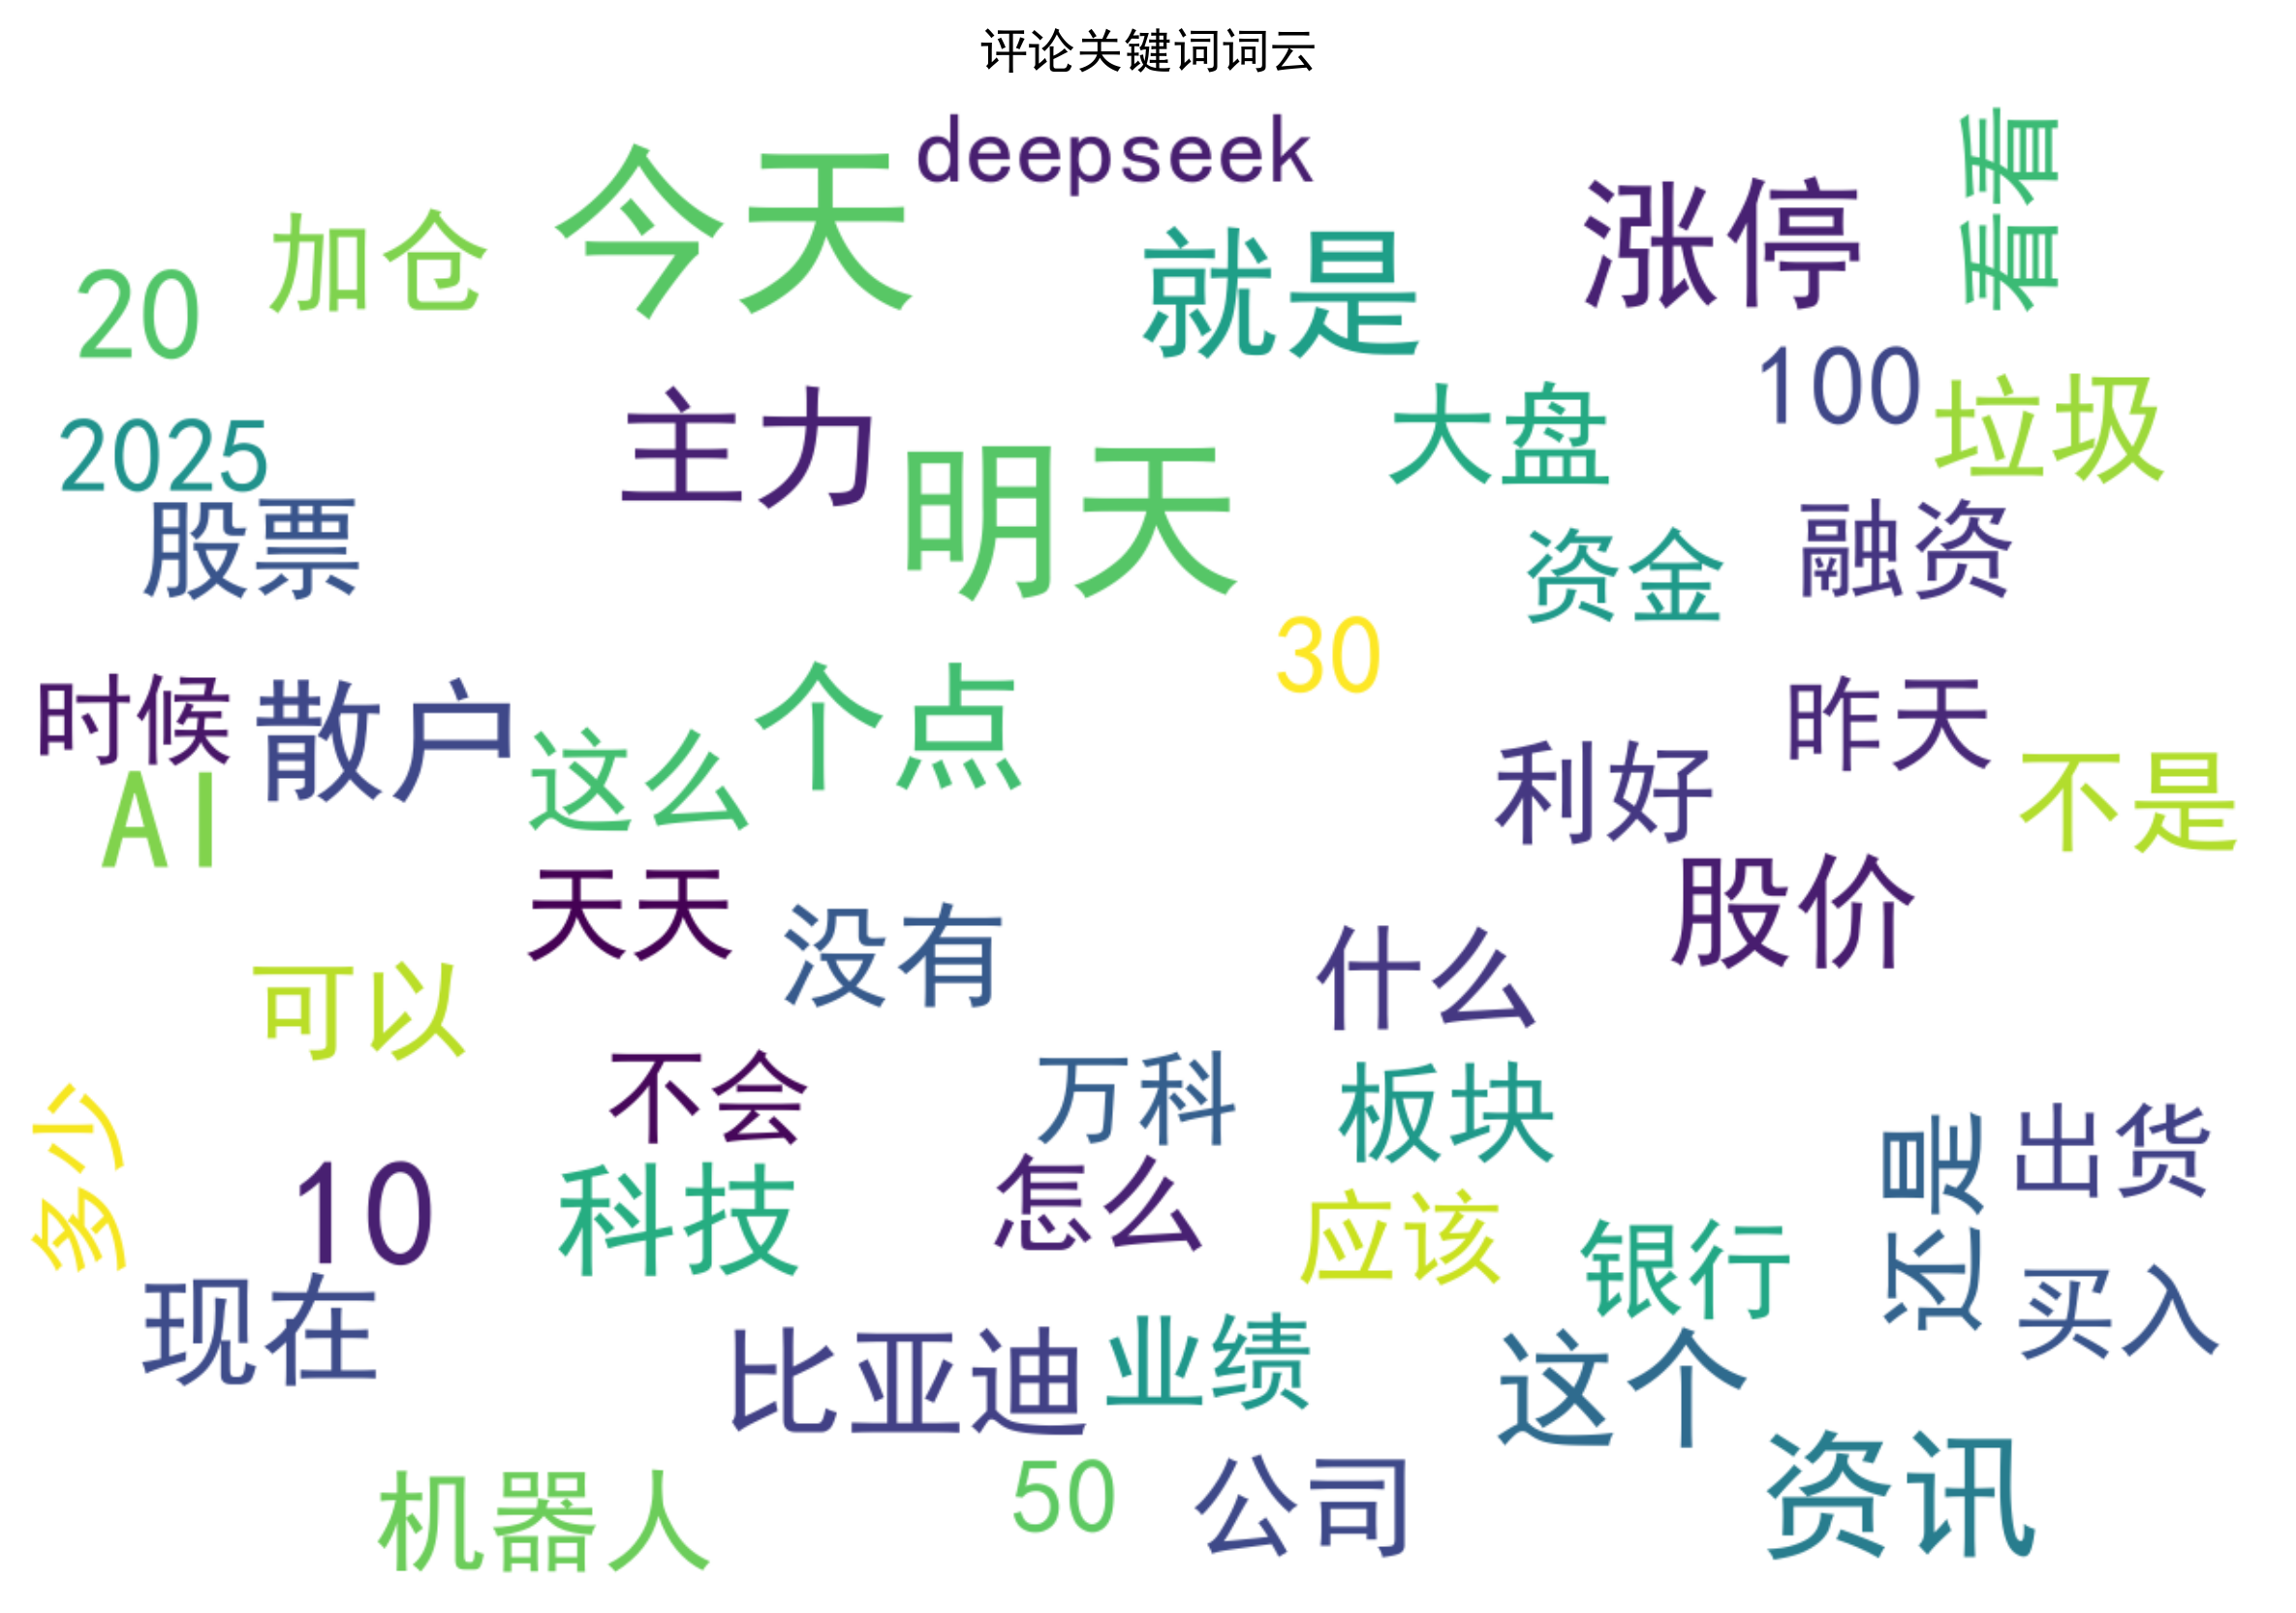 评论关键词词云
deepseek
今天
看看
涨停
加仓
就是
20
100
垃圾
大盘
主力
2025
明天
股票
融资
资金
30
个点
时候
散户
昨天
这么
利好
不是
AI
股价
天天
没有
什么
可以
不会
万科
板块
多少
还是
出货
10
科技
怎么
应该
银行
现在
买入
比亚迪
业绩
这个
资讯
机器人
50
公司